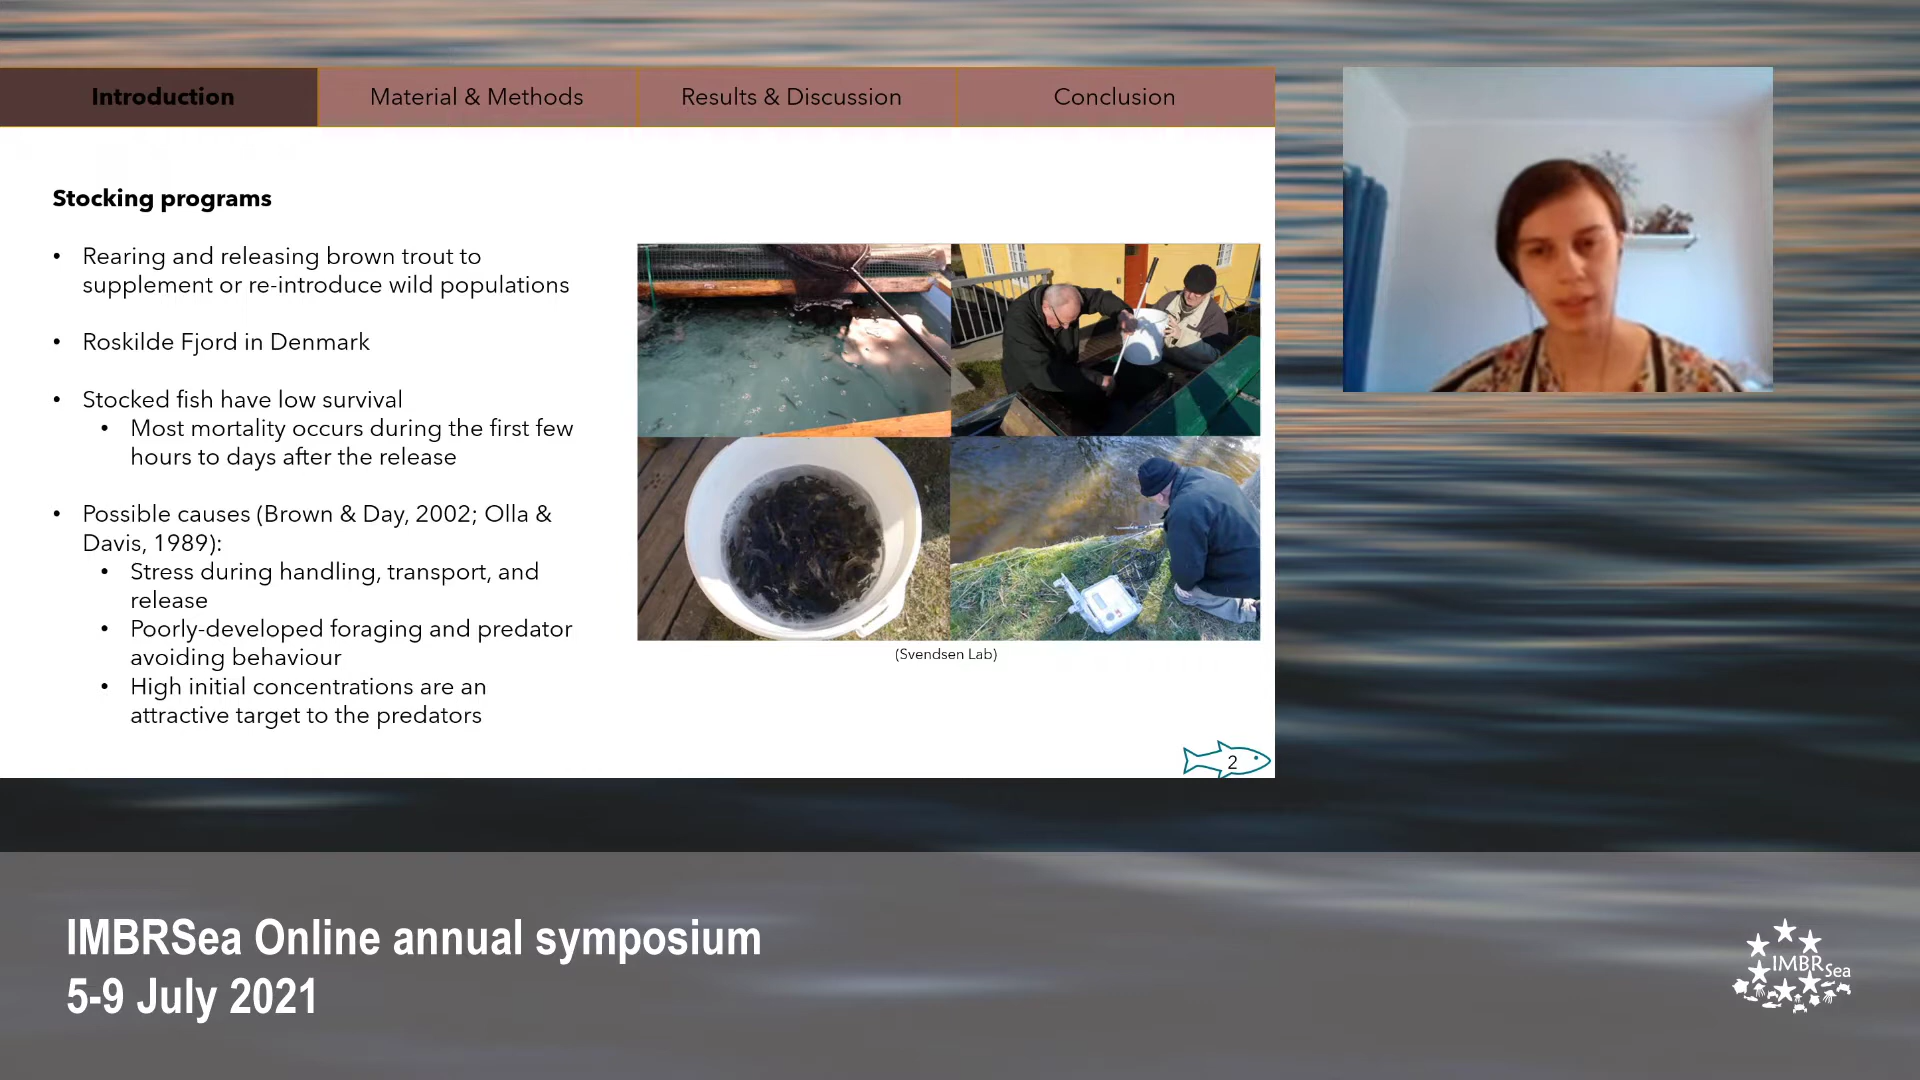 Introduction
Material & Methods
Results & Discussion
Conclusion
Stocking programs
• Rearing and releasing brown trout to
supplement or re-introduce wild populations
• Roskilde Fjord in Denmark
• Stocked fish have low survival
• Most mortality occurs during the first few
hours to days after the release
• Possible causes (Brown & Day, 2002; Olla &
Davis, 1989):
• Stress during handling, transport, and
release
• Poorly-developed foraging and predator
avoiding behaviour
• High initial concentrations are an
attractive target to the predators
(Svendsen Lab)
2
IMBRSea Online annual symposium
5-9 July 2021
IMBRSea